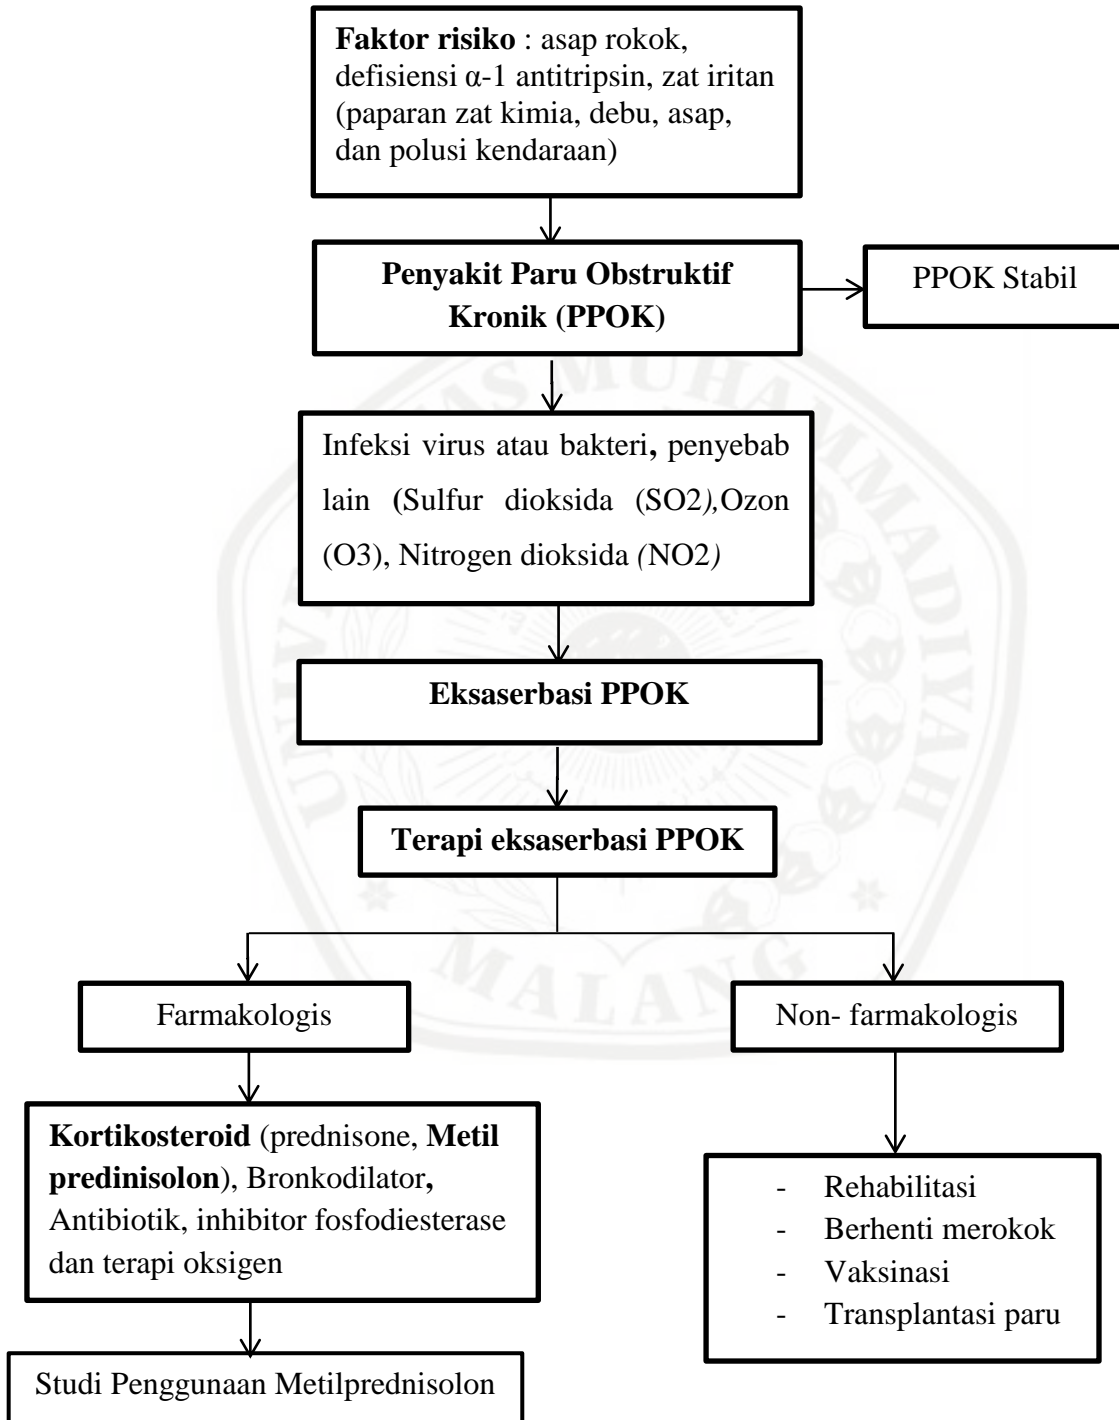 Faktor risiko : asap rokok,
defisiensi α-1 antitripsin, zat iritan
(paparan zat kimia, debu, asap,
dan polusi kendaraan)
Penyakit Paru Obstruktif
Kronik (PPOK)
PPOK Stabil
Infeksi virus atau bakteri, penyebab
lain (Sulfur dioksida (SO2),Ozon
(O3), Nitrogen dioksida (NO2)
Eksaserbasi PPOK
Terapi eksaserbasi PPOK
Farmakologis
Non- farmakologis
Kortikosteroid (prednisone, Metil
predinisolon), Bronkodilator,
Antibiotik, inhibitor fosfodiesterase
dan terapi oksigen
- Rehabilitasi
- Berhenti merokok
- Vaksinasi
- Transplantasi paru
Studi Penggunaan Metilprednisolon
MUHAMMADIYAH
MALANG